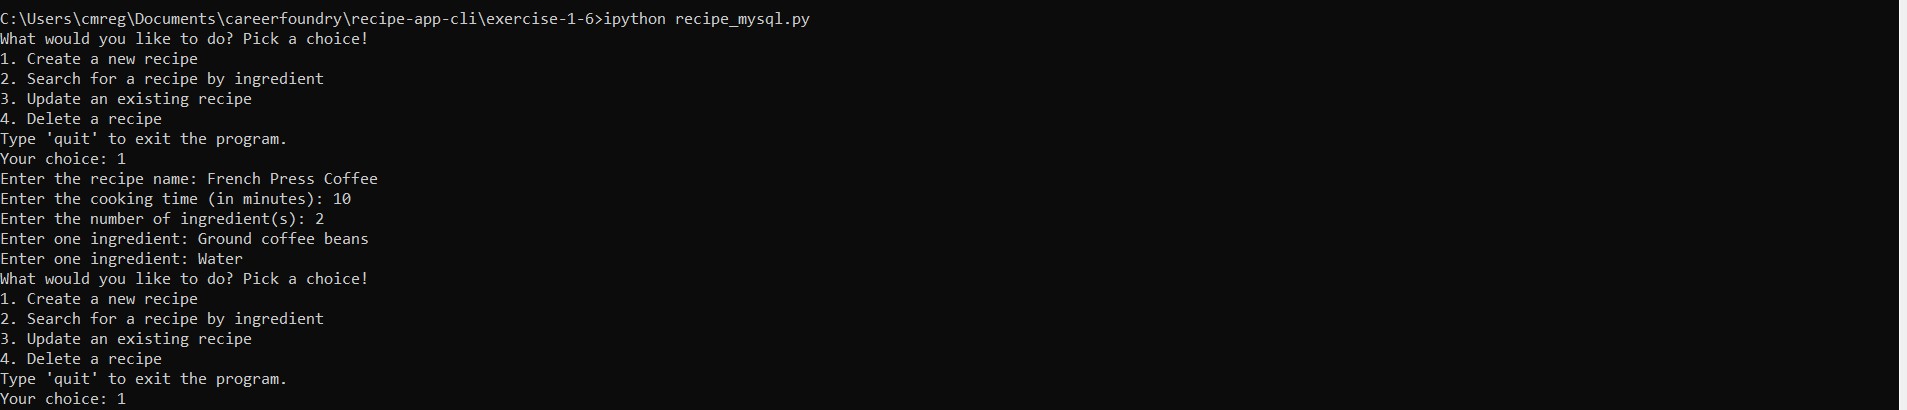 C:\Users\cmreg\Documents\careerfoundry\recipe-app-cli\exercise-1-6>ipython recipe_mysql.py
What would you like to do? Pick a choice!
1. Create a new recipe
2. Search for a recipe by ingredient
3. Update an existing recipe
4. Delete a recipe
Type 'quit' to exit the program.
Your choice: 1
Enter the recipe name: French Press Coffee
Enter the cooking time (in minutes): 10
Enter the number of ingredient(s): 2
Enter one ingredient: Ground coffee beans
Enter one ingredient: Water
What would you like to do? Pick a choice!
1. Create a new recipe
2. Search for a recipe by ingredient
3. Update an existing recipe
4. Delete a recipe
Type 'quit' to exit the program.
Your choice: 1